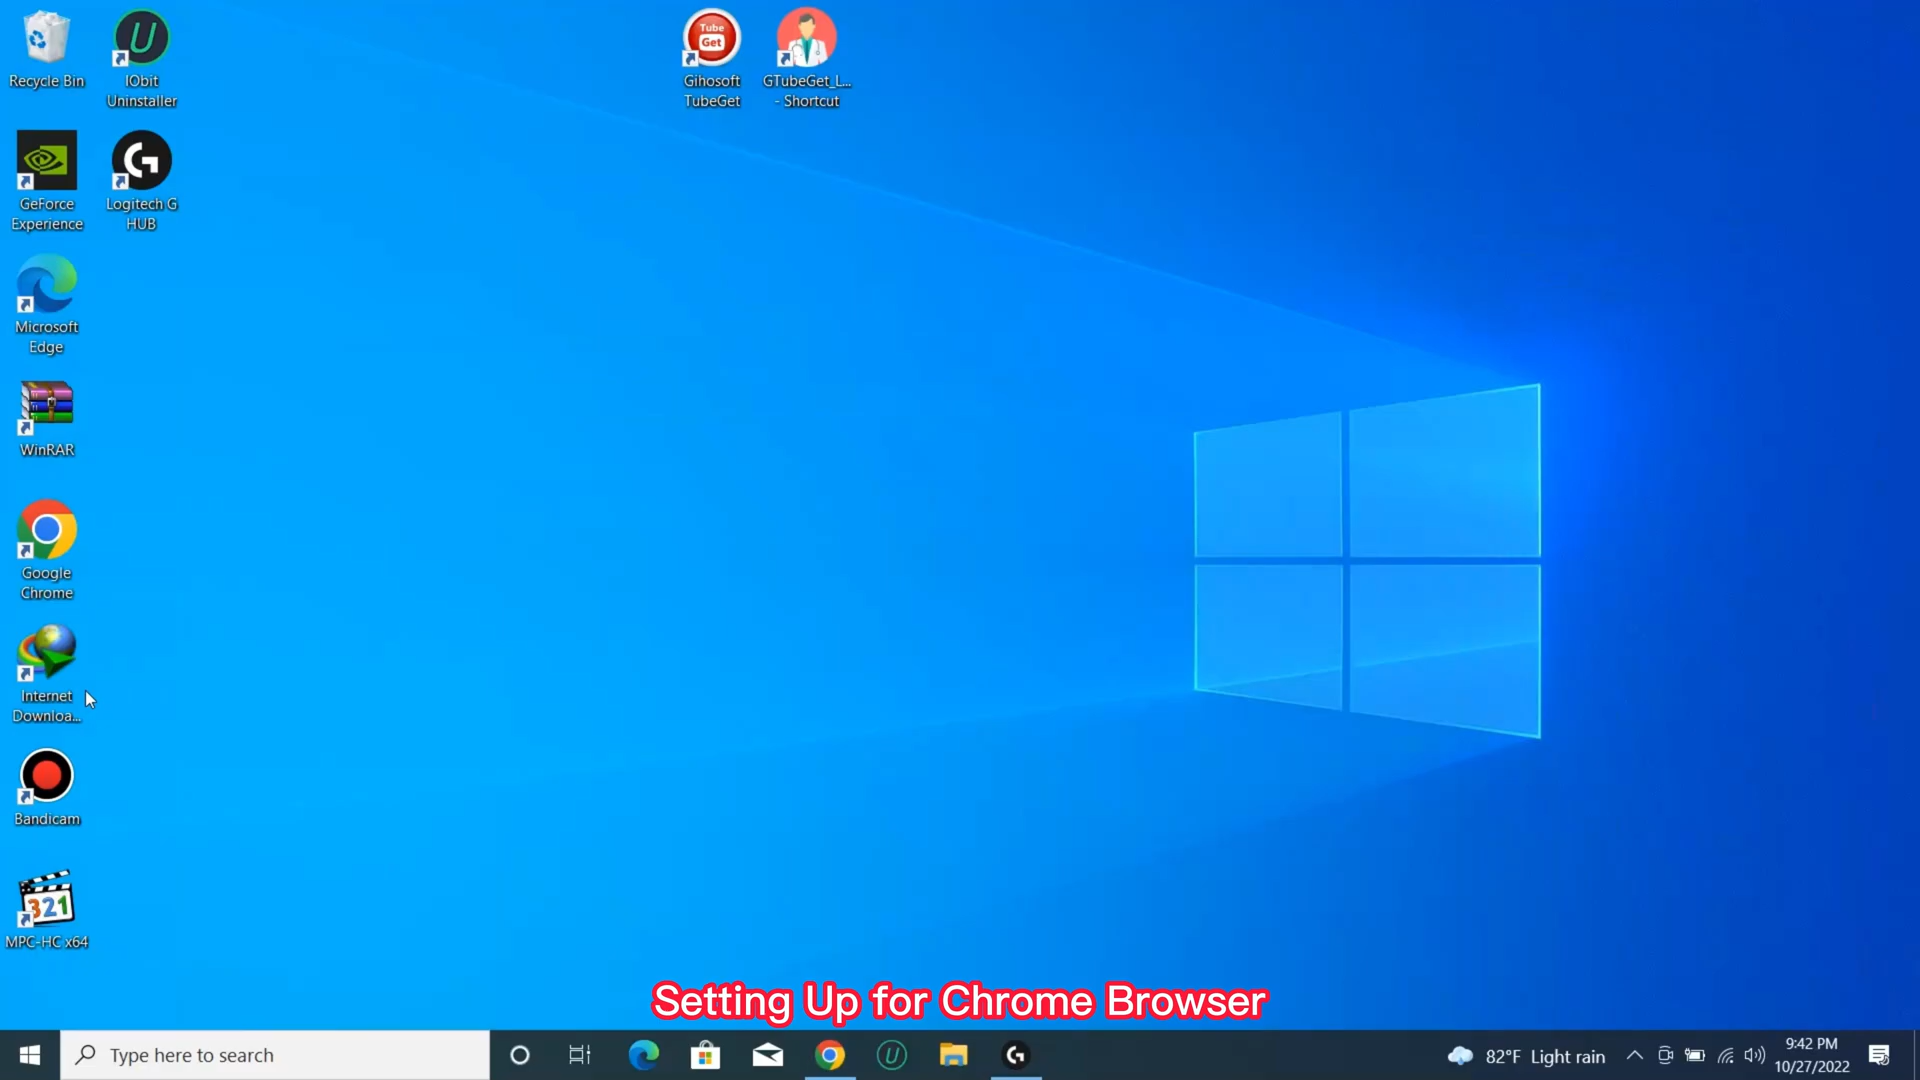 Recycle Bin
IObit
Uninstaller
Tube
Get
Gihosoft
TubeGet
GTubeGet_L...
- Shortcut
GeForce
Experience
Logitech G
HUB
Microsoft
Edge
WinRAR
Google
Chrome
Internet
Downloa...
Bandicam
321
MPC-HC x64
Setting Up for Chrome Browser
Type here to search
82°F Light rain
9:42 PM
10/27/2022